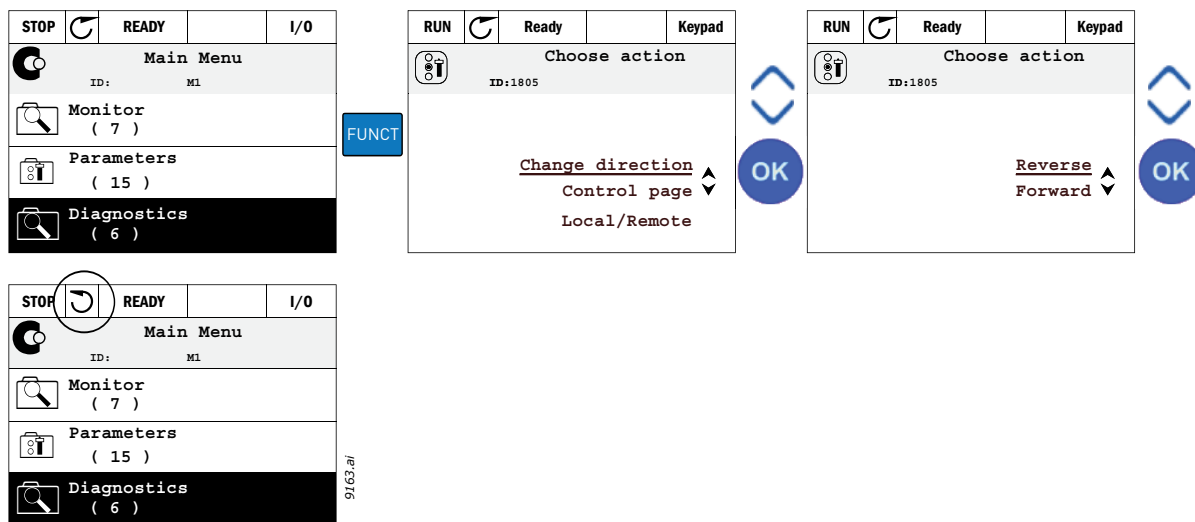 STOP READY I/O
Main Menu
ID: M1
Monitor
( 7 )
Parameters
( 15 )
Diagnostics
( 6 )
FUNCT
RUN Ready Keypad
Choose action
ID:1805
Change direction
Control page
Local/Remote
OK
RUN Ready Keypad
Choose action
ID:1805
Reverse
Forward
OK
STOP READY I/O
Main Menu
ID: M1
Monitor
( 7 )
Parameters
( 15 )
Diagnostics
( 6 )
9163.ai